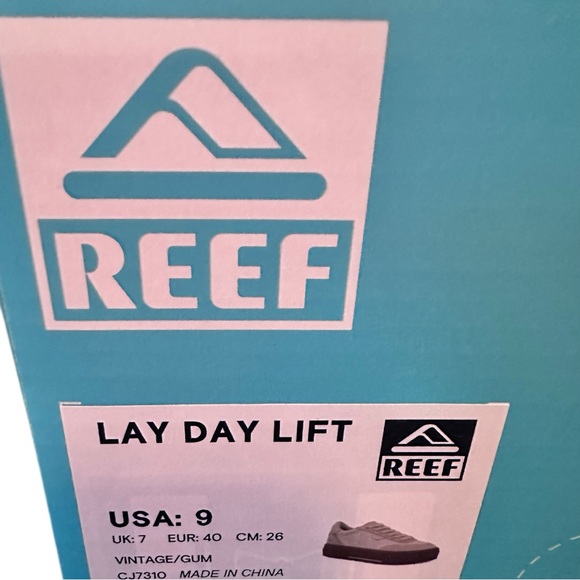 REEF
LAY DAY LIFT
REEF
USA: 9
UK: 7 EUR: 40 CM: 26
VINTAGE/GUM
CJ7310 MADE IN CHINA